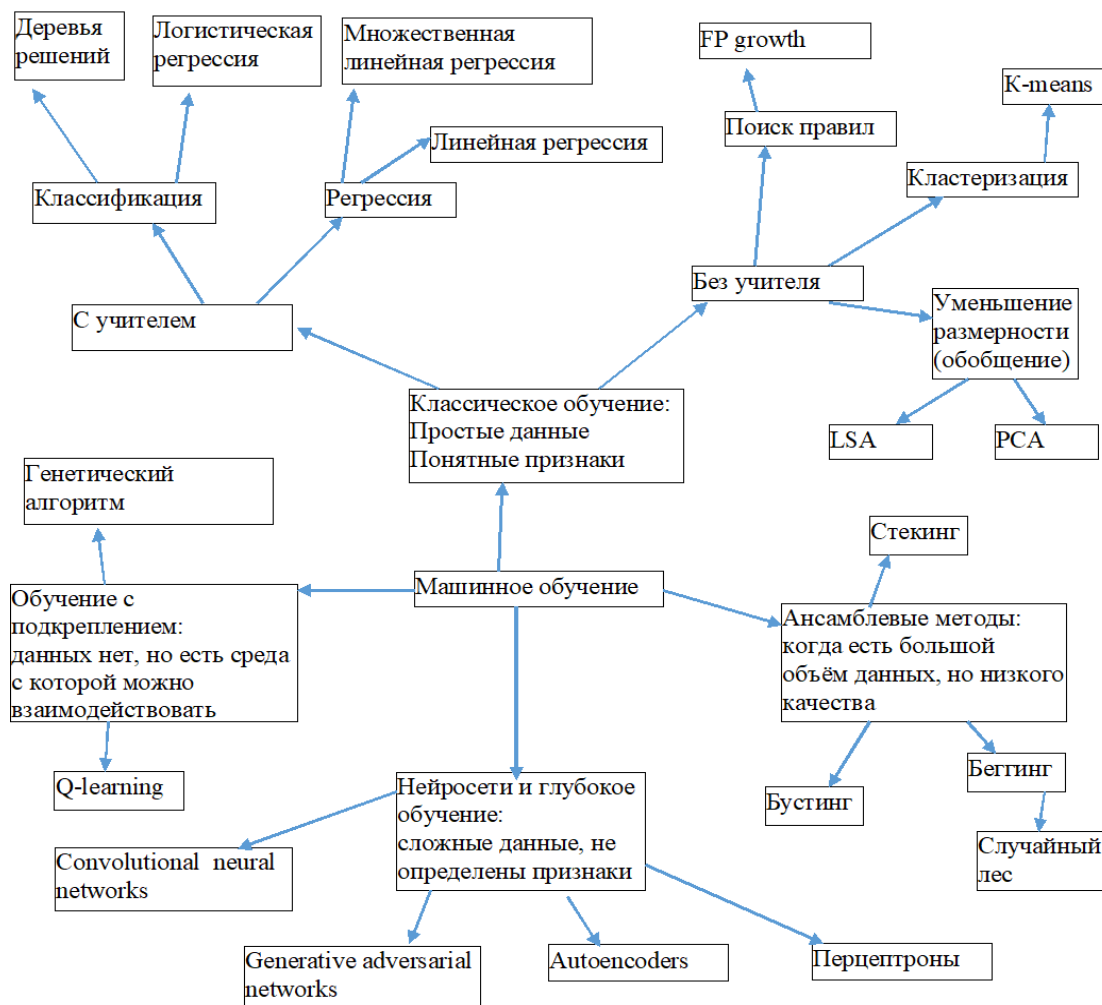 Деревья
решений
Логистическая
регрессия
Множественная
линейная регрессия
FP growth
K-means
Поиск правил
Линейная регрессия
Кластеризация
Классификация
Регрессия
Без учителя
С учителем
Уменьшение
размерности
(обобщение)
Классическое обучение:
Простые данные
Понятные признаки
LSA
PCA
Генетический
алгоритм
Стекинг
Машинное обучение
Обучение с
подкреплением:
данных нет, но есть среда
с которой можно
взаимодействовать
Ансамблевые методы:
когда есть большой
объём данных, но низкого
качества
Q-learning
Нейросети и глубокое
обучение:
сложные данные, не
определены признаки
Бустинг
Беггинг
Случайный
лес
Convolutional neural
networks
Generative adversarial
networks
Autoencoders
Перцептроны